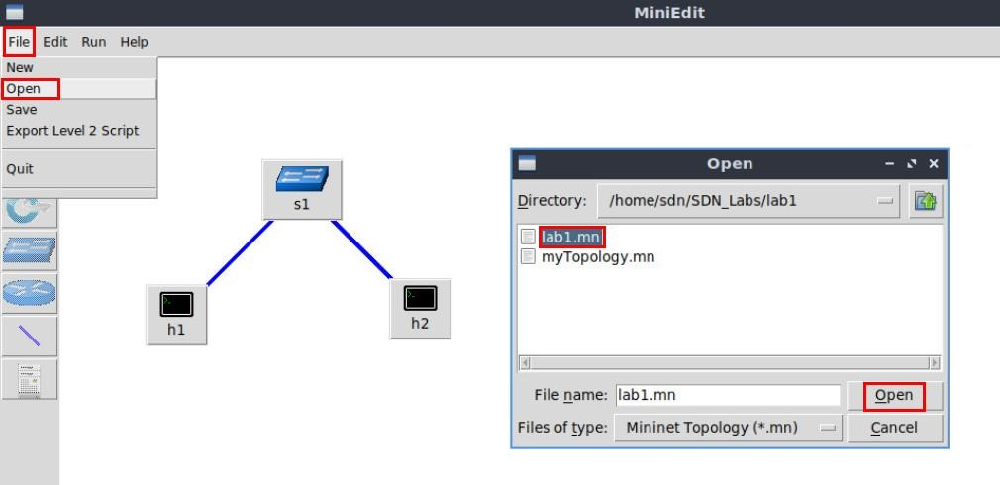 MiniEdit
File Edit Run Help
New
Open
Save
Export Level 2 Script
Quit
s1
h1
h2
Open
Directory: /home/sdn/SDN_Labs/lab1
lab1.mn
myTopology.mn
File name: lab1.mn Open
Files of type: Mininet Topology (*.mn) Cancel